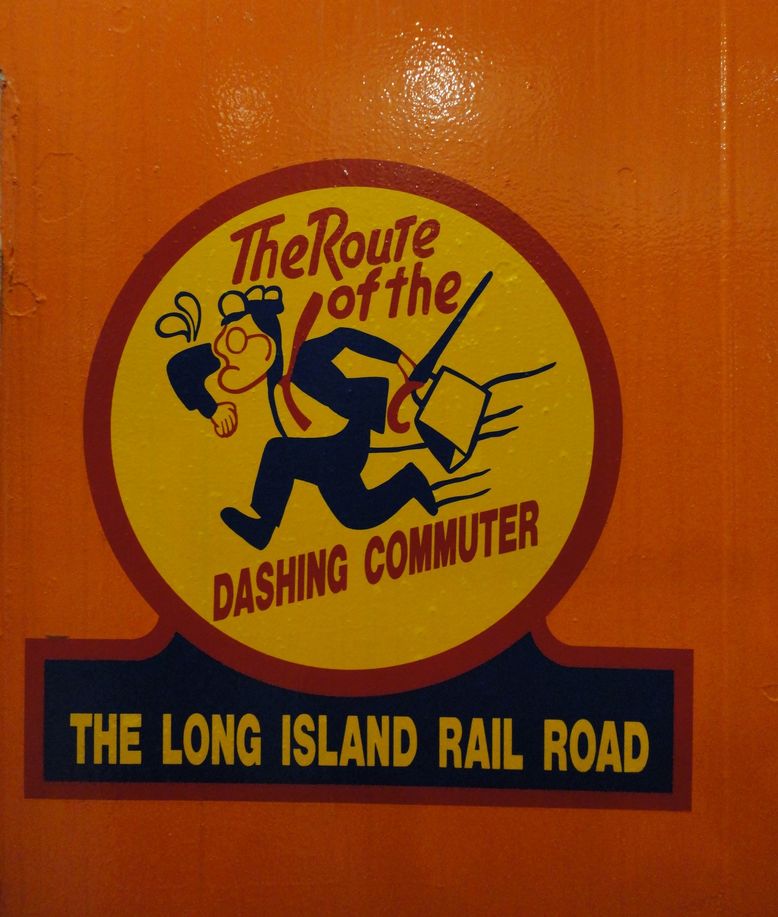 The Route
of the
DASHING COMMUTER
THE LONG ISLAND RAIL ROAD